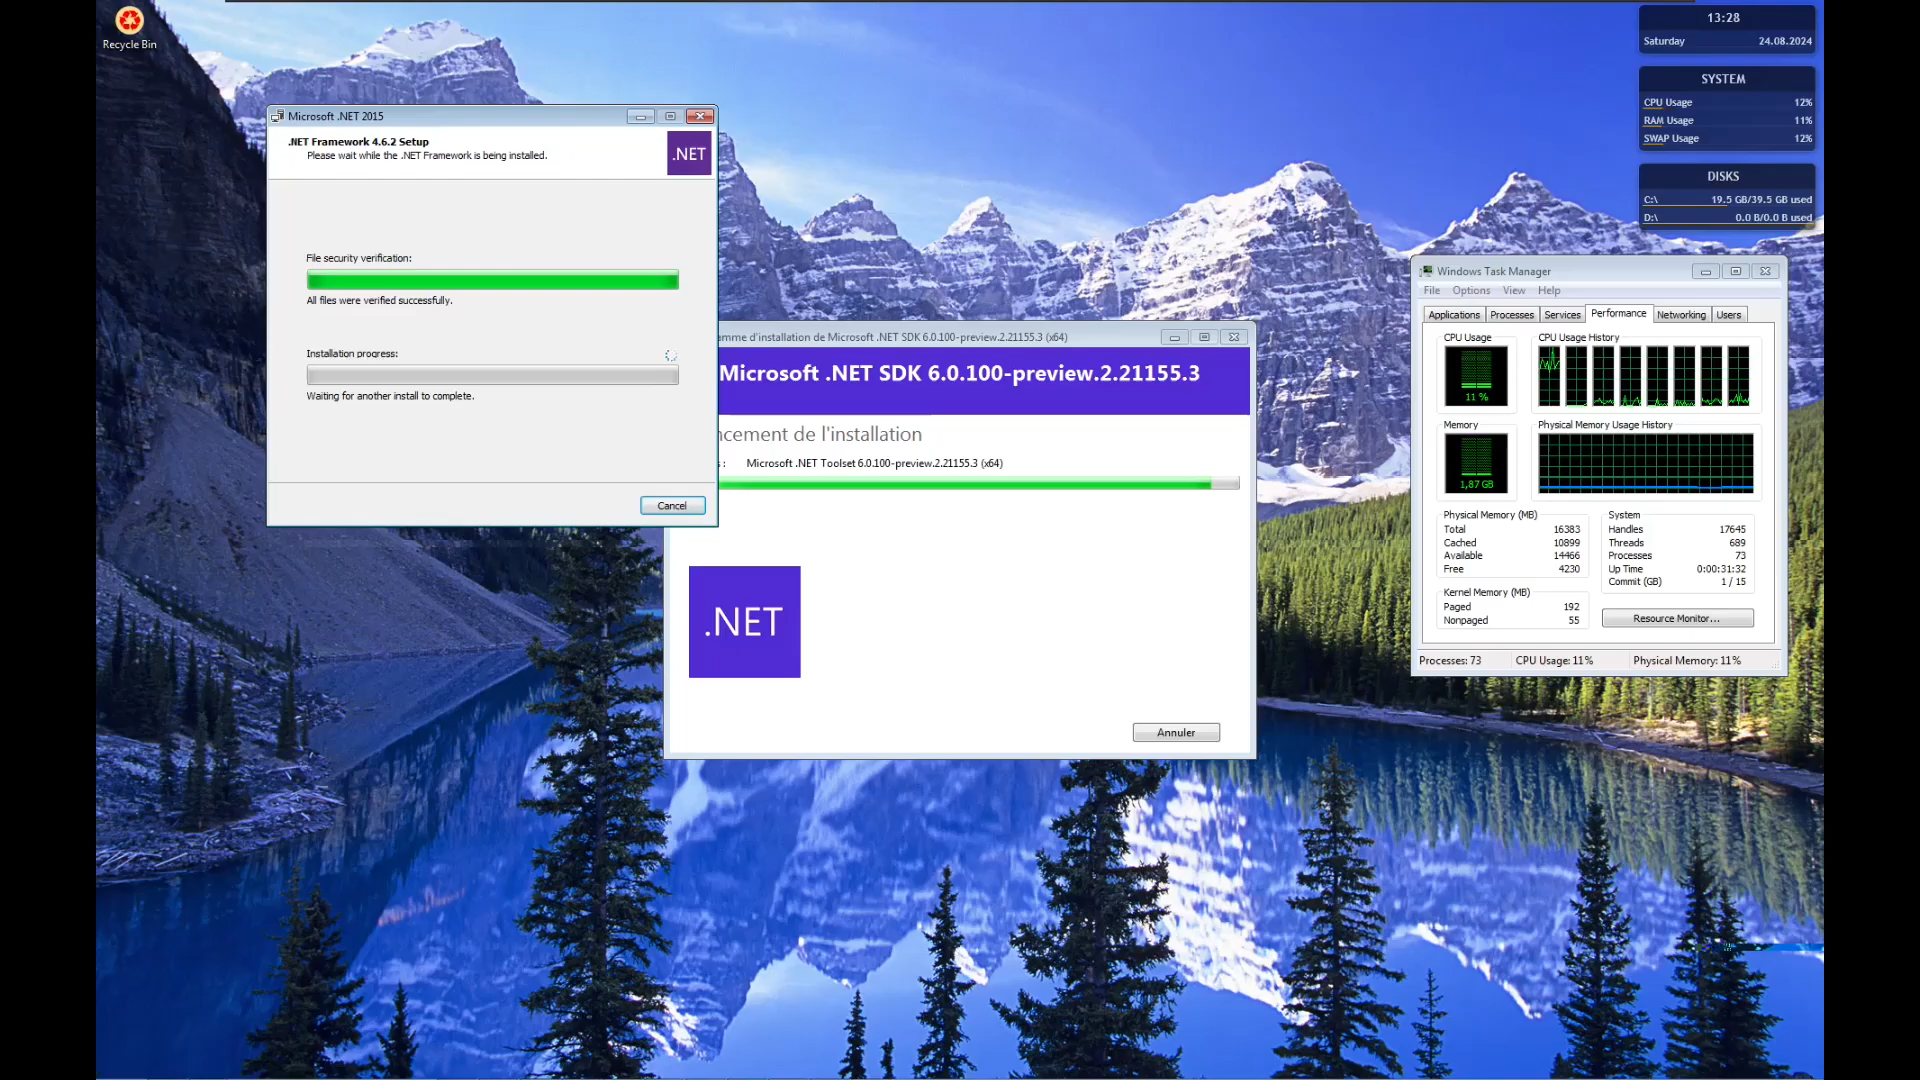 Recycle Bin
13:28
Saturday 24.08.2024
SYSTEM
CPU Usage 12%
RAM Usage 11%
SWAP Usage 12%
DISKS
C:\ 19.5 GB/39.5 GB used
D:\ 0.0 B/0.0 B used
Microsoft .NET 2015
.NET Framework 4.6.2 Setup
Please wait while the .NET Framework is being installed.
.NET
File security verification:
All files were verified successfully.
Installation progress:
Waiting for another install to complete.
Cancel
amme d'installation de Microsoft .NET SDK 6.0.100-preview.2.21155.3 (x64)
Microsoft .NET SDK 6.0.100-preview.2.21155.3
ncement de l'installation
s : Microsoft .NET Toolset 6.0.100-preview.2.21155.3 (x64)
.NET
Annuler
Windows Task Manager
File Options View Help
Applications Processes Services Performance Networking Users
CPU Usage CPU Usage History
11 %
Memory Physical Memory Usage History
1,87 GB
Physical Memory (MB)
Total 16383
Cached 10899
Available 14466
Free 4230
Kernel Memory (MB)
Paged 192
Nonpaged 55
System
Handles 17645
Threads 689
Processes 73
Up Time 0:00:31:32
Commit (GB) 1 / 15
Resource Monitor...
Processes: 73 CPU Usage: 11% Physical Memory: 11%